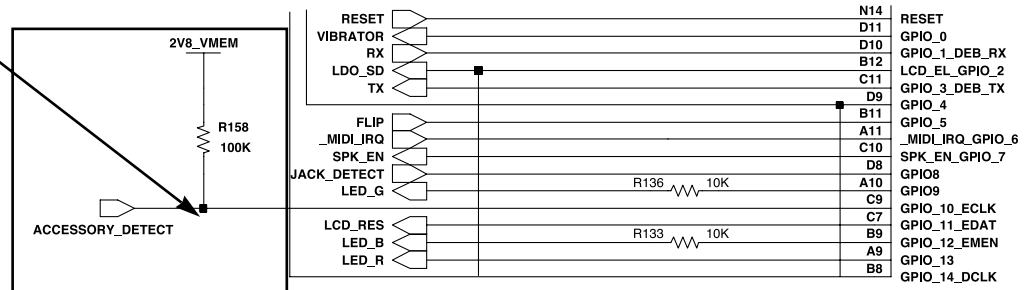 RESET N14 RESET
VIBRATOR D11 GPIO_0
RX D10 GPIO_1_DEB_RX
LDO_SD B12 LCD_EL_GPIO_2
TX C11 GPIO_3_DEB_TX
D9 GPIO_4
FLIP B11 GPIO_5
_MIDI_IRQ A11 _MIDI_IRQ_GPIO_6
SPK_EN C10 SPK_EN_GPIO_7
JACK_DETECT D8 GPIO8
LED_G R136 10K A10 GPIO9
C9 GPIO_10_ECLK
LCD_RES C7 GPIO_11_EDAT
LED_B R133 10K B9 GPIO_12_EMEN
LED_R A9 GPIO_13
B8 GPIO_14_DCLK
2V8_VMEM
R158
100K
ACCESSORY_DETECT